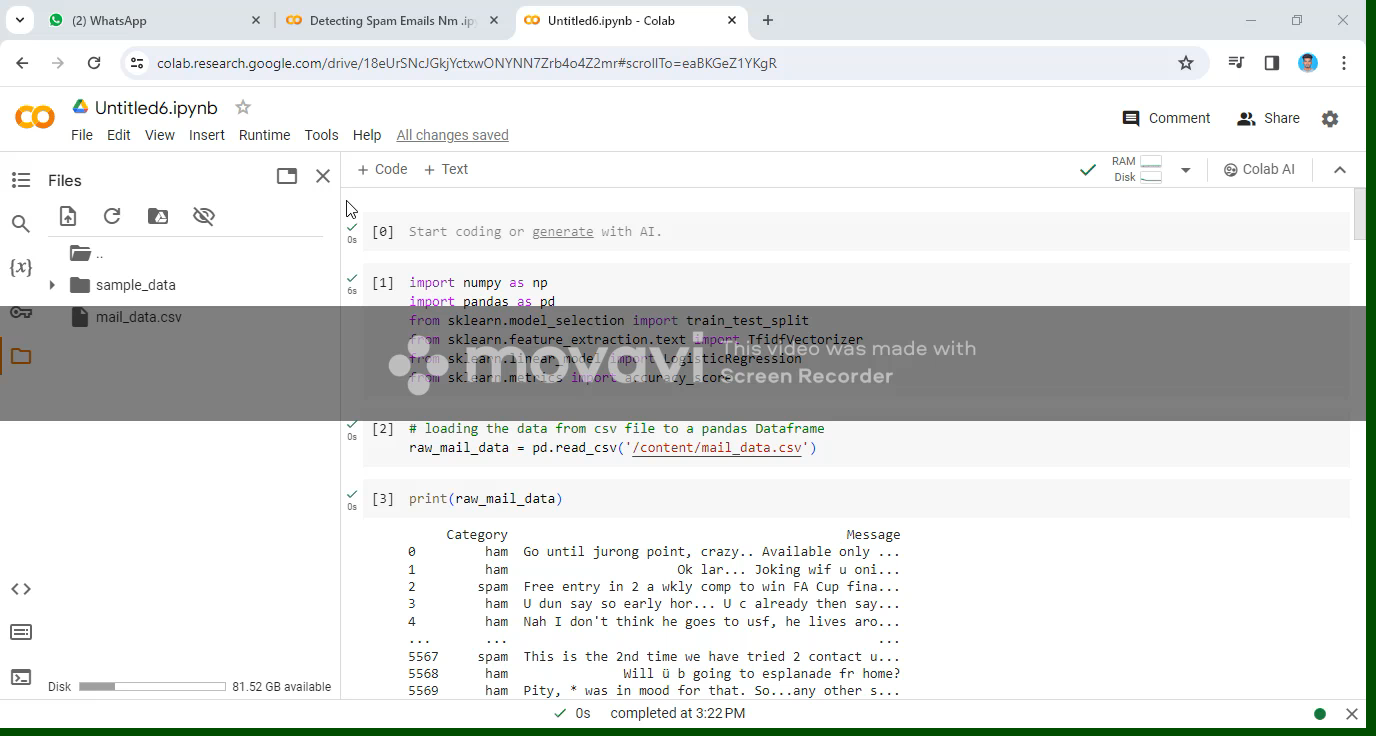 (2) WhatsApp
Detecting Spam Emails Nm .ip
Untitled6.ipynb - Colab
colab.research.google.com/drive/18eUrSNcJGkjYctxwONYNN7Zrb4o4Z2mr#scrollTo=eaBKGeZ1YKgR
Untitled6.ipynb
File Edit View Insert Runtime Tools Help All changes saved
Comment Share
Files
+ Code + Text
RAM
Disk
Colab AI
..
sample_data
mail_data.csv
{x}
0s
[0] Start coding or generate with AI.
6s
[1] import numpy as np
import pandas as pd
from sklearn.model_selection import train_test_split
from sklearn.feature_extraction.text import TfidfVectorizer
from sklearn.linear_model import LogisticRegression
from sklearn.metrics import accuracy_score
movavi
This video was made with
Screen Recorder
0s
[2] # loading the data from csv file to a pandas Dataframe
raw_mail_data = pd.read_csv('/content/mail_data.csv')
0s
[3] print(raw_mail_data)
Category Message
0 ham Go until jurong point, crazy.. Available only ...
1 ham Ok lar... Joking wif u oni...
2 spam Free entry in 2 a wkly comp to win FA Cup fina...
3 ham U dun say so early hor... U c already then say...
4 ham Nah I don't think he goes to usf, he lives aro...
... ... ...
5567 spam This is the 2nd time we have tried 2 contact u...
5568 ham Will ü b going to esplanade fr home?
5569 ham Pity, * was in mood for that. So...any other s...
Disk 81.52 GB available
0s completed at 3:22 PM